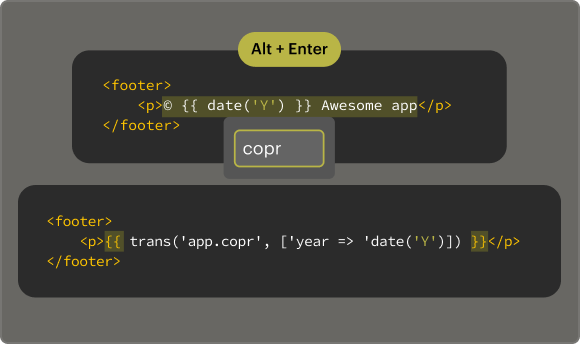 Alt + Enter
<footer>
<p>© {{ date('Y') }} Awesome app</p>
</footer>
copr
<footer>
<p>{{ trans('app.copr', ['year => 'date('Y')]) }}</p>
</footer>